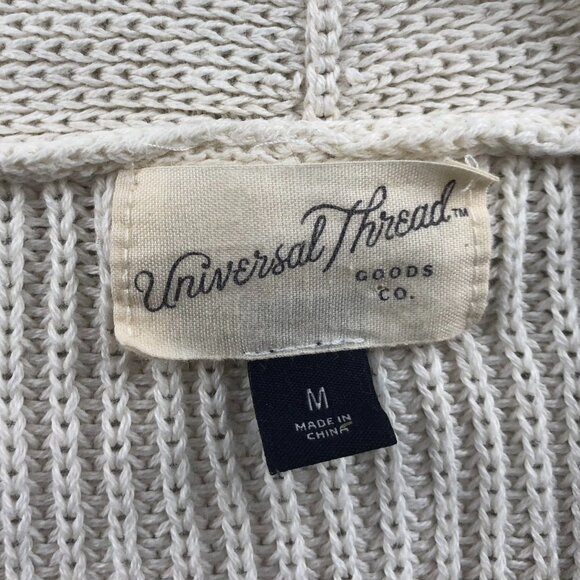 Universal Thread™
GOODS
CO.
M
MADE IN
CHINA